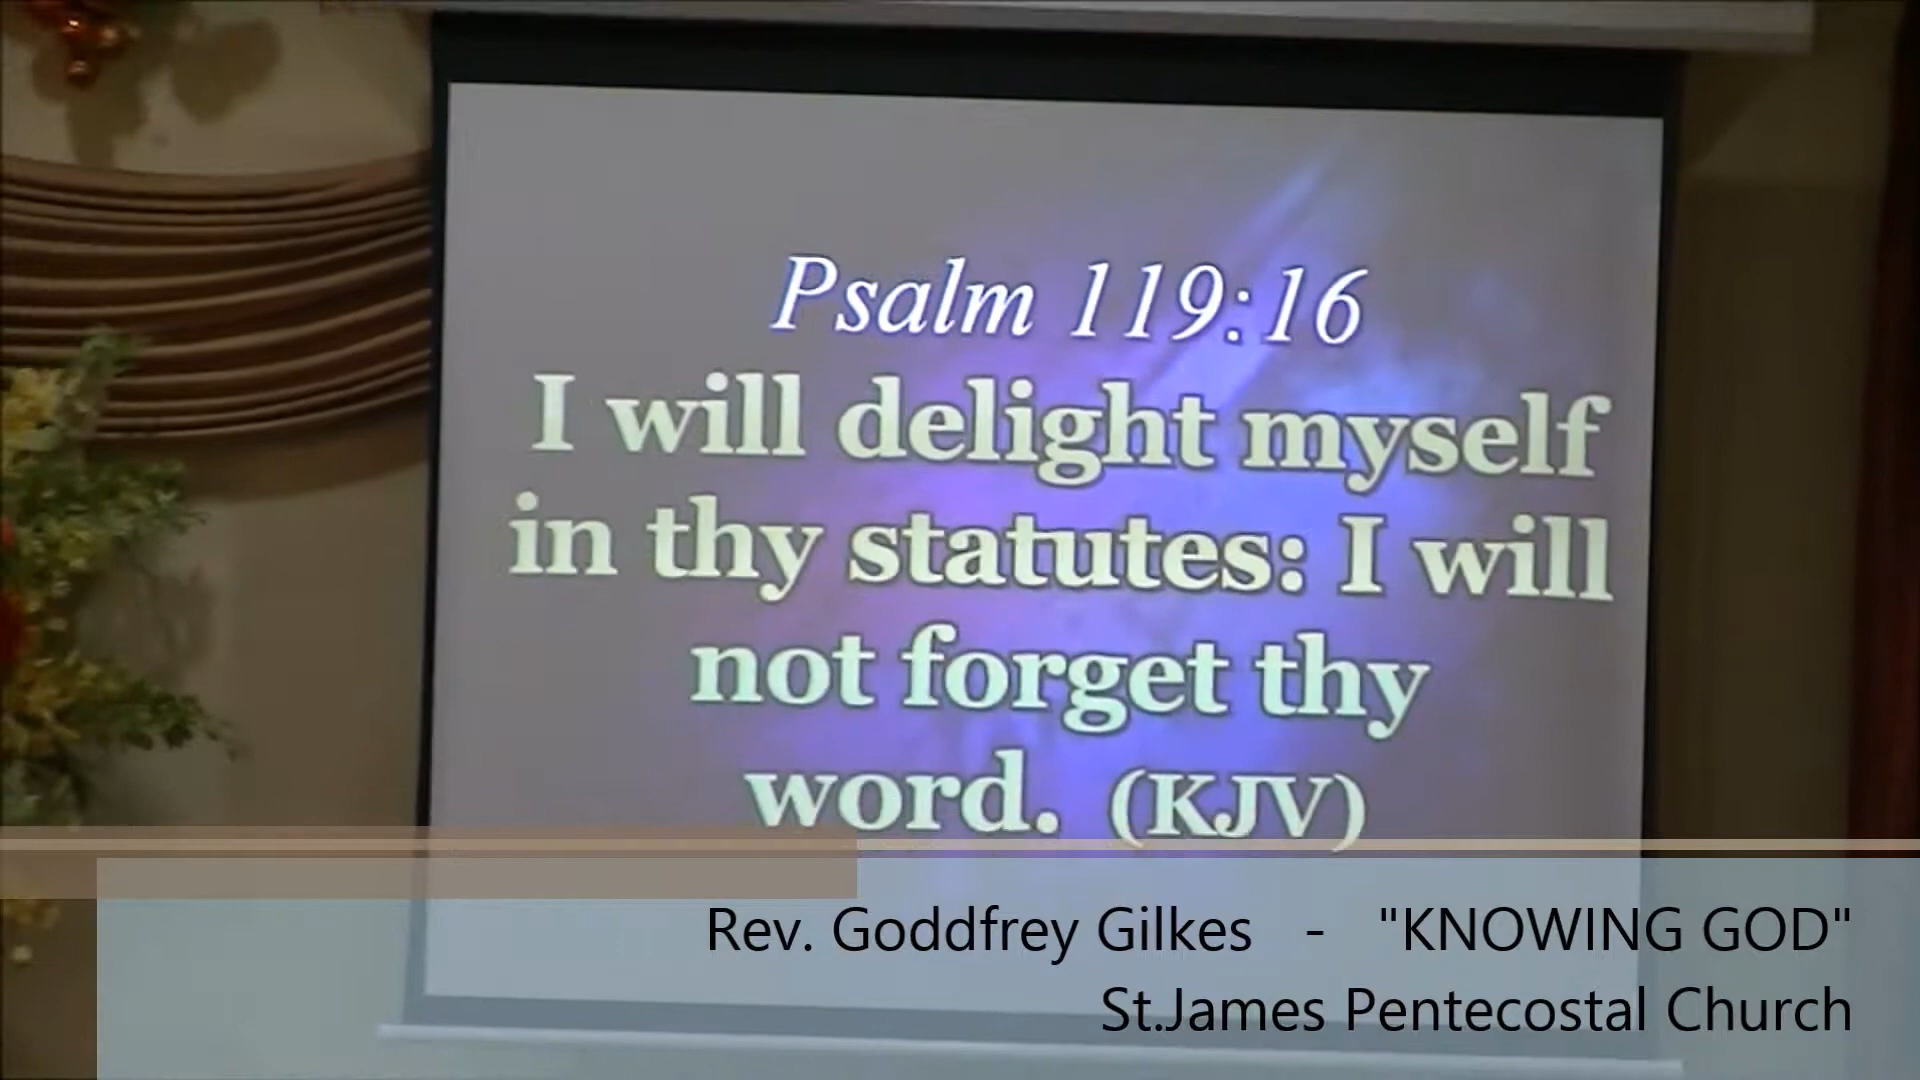 Psalm 119:16
I will delight myself
in thy statutes: I will
not forget thy
word. (KJV)
Rev. Goddfrey Gilkes - "KNOWING GOD"
St.James Pentecostal Church